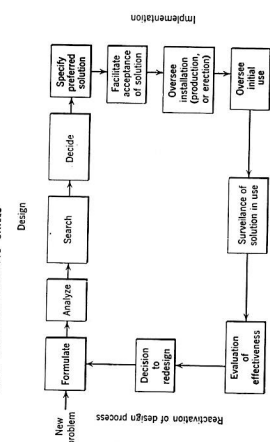 Design
New
problem
Formulate
Analyze
Search
Decide
Specify
preferred
solution
Facilitate
acceptance
of solution
Oversee
installation
(production,
or erection)
Oversee
initial
use
Implementation
Surveillance of
solution in use
Evaluation
of
effectiveness
Decision
to
redesign
Reactivation of design process